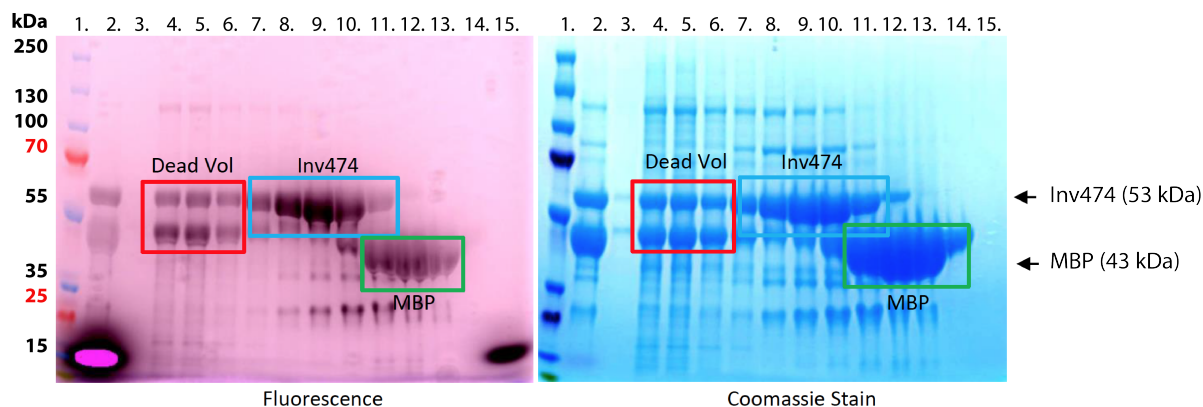 kDa 1. 2. 3. 4. 5. 6. 7. 8. 9. 10. 11. 12. 13. 14. 15. 1. 2. 3. 4. 5. 6. 7. 8. 9. 10. 11. 12. 13. 14. 15.
250
130
100
70
Dead Vol Inv474 Dead Vol Inv474
55 Inv474 (53 kDa)
35 MBP (43 kDa)
25
MBP MBP
15
Fluorescence Coomassie Stain